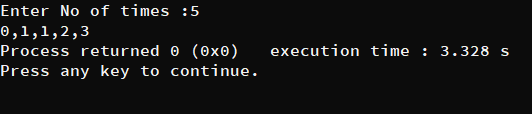 Enter No of times :5
0,1,1,2,3
Process returned 0 (0x0)   execution time : 3.328 s
Press any key to continue.